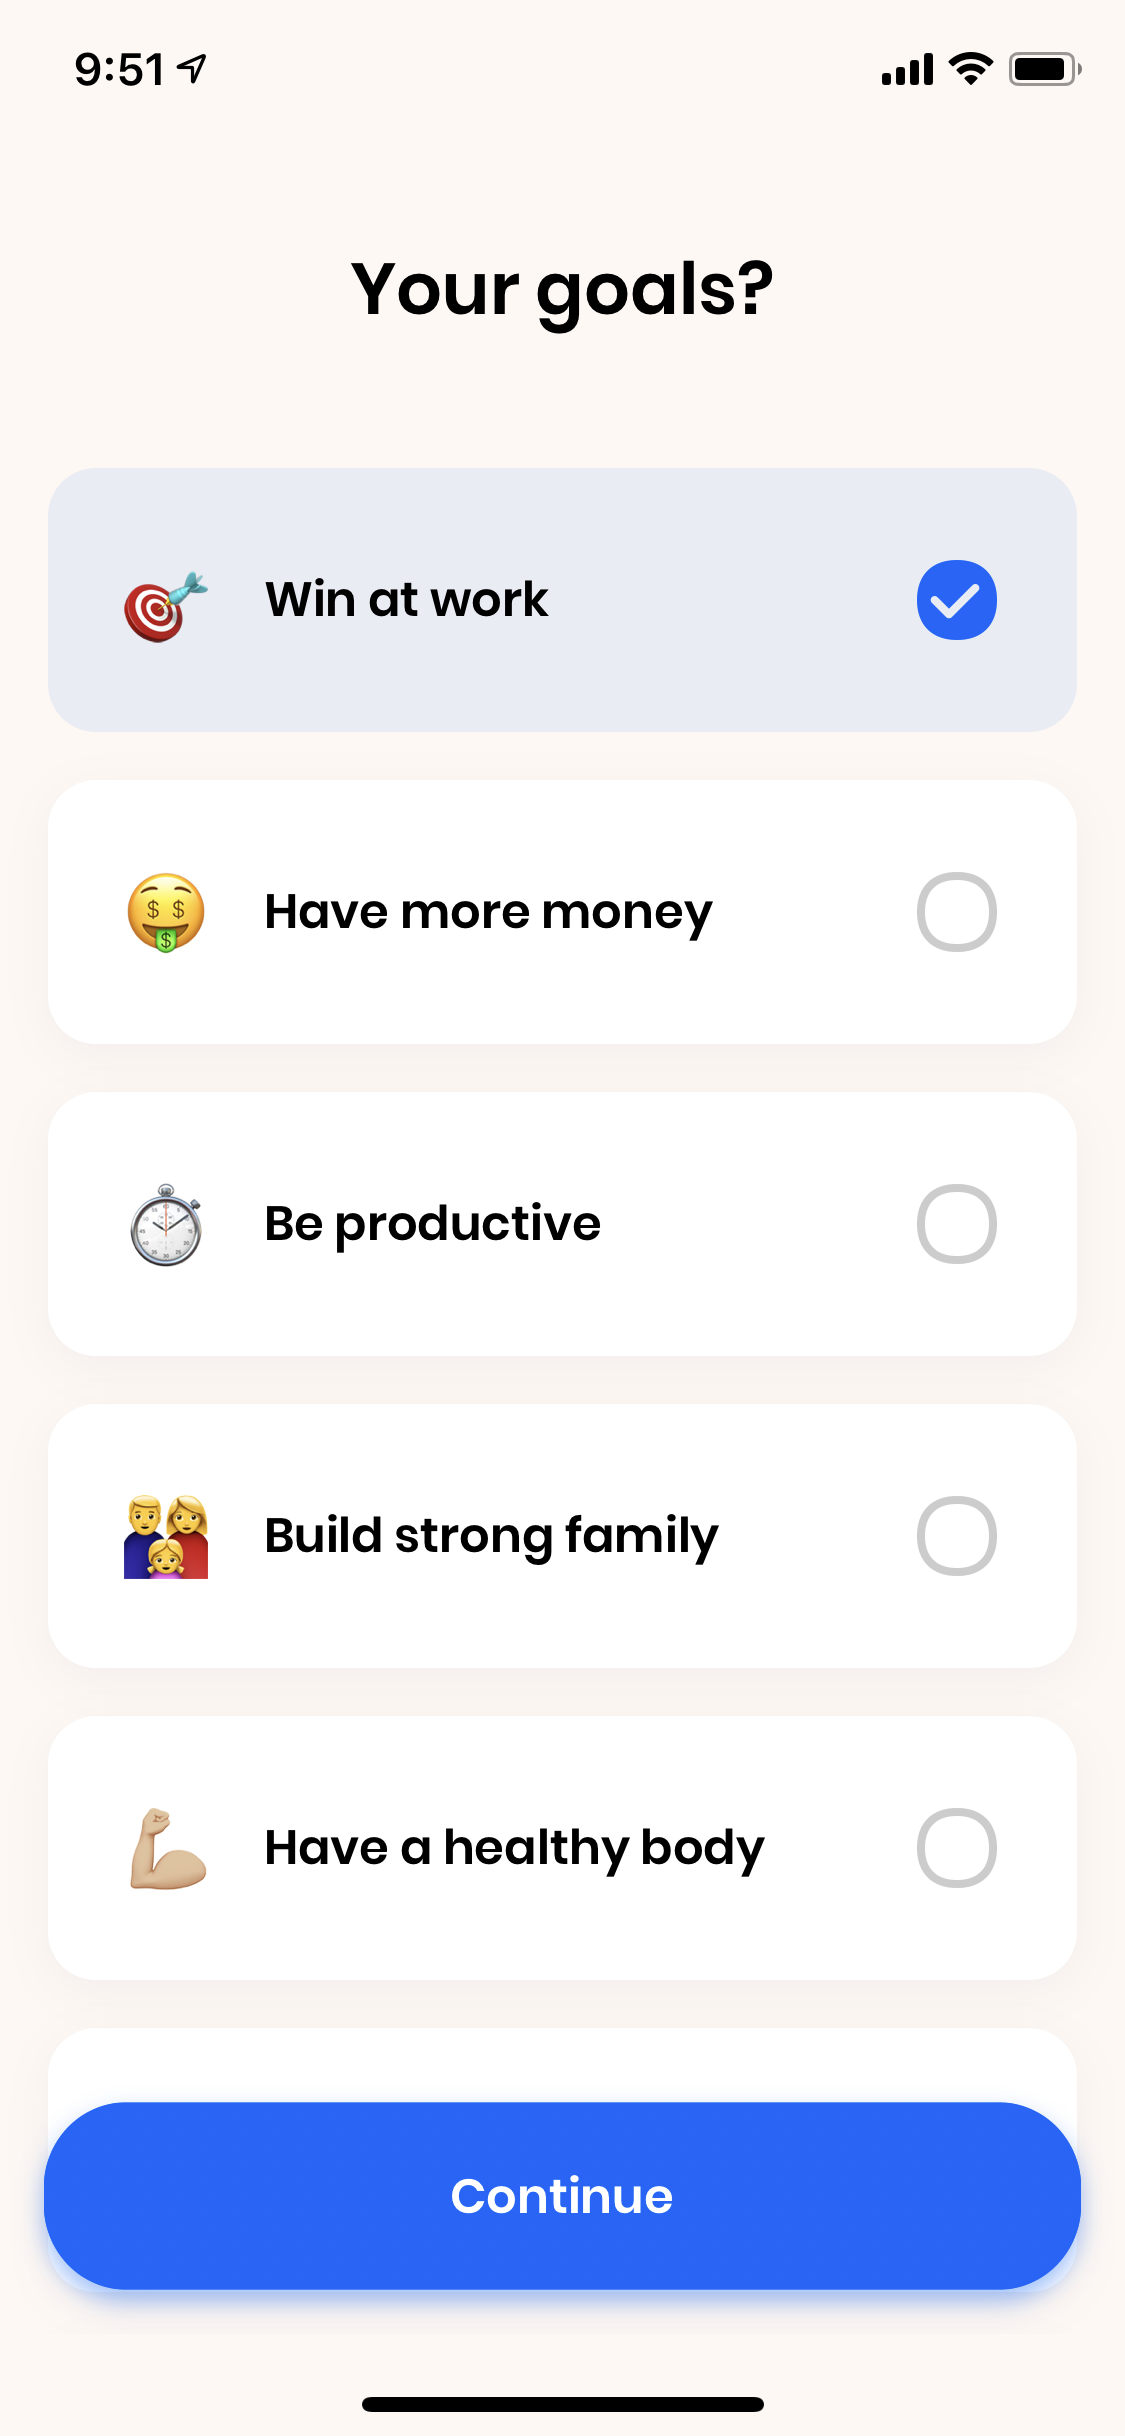 9:51
Your goals?
Win at work
Have more money
Be productive
Build strong family
Have a healthy body
Continue